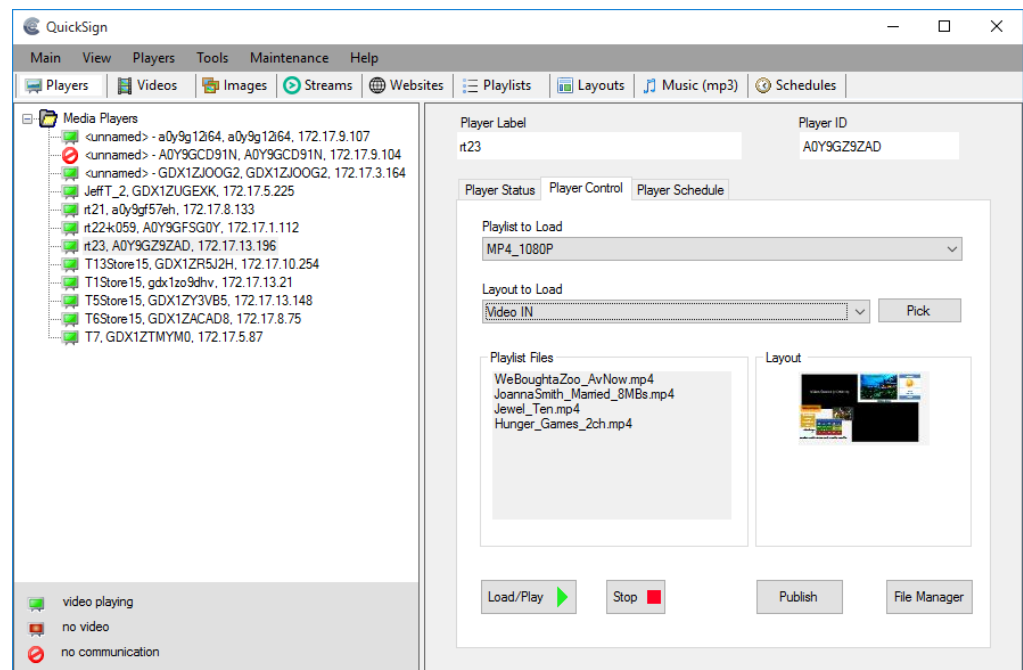 QuickSign
Main View Players Tools Maintenance Help
Players Videos Images Streams Websites Playlists Layouts Music (mp3) Schedules
Media Players
<unnamed> - a0y9g12i64, a0y9g12i64, 172.17.9.107
<unnamed> - A0Y9GCD91N, A0Y9GCD91N, 172.17.9.104
<unnamed> - GDX1ZJOOG2, GDX1ZJOOG2, 172.17.3.164
JeffT_2, GDX1ZUGEXK, 172.17.5.225
rt21, a0y9gf57eh, 172.17.8.133
rt22-k059, A0Y9GFSG0Y, 172.17.1.112
rt23, A0Y9GZ9ZAD, 172.17.13.196
T13Store15, GDX1ZR5J2H, 172.17.10.254
T1Store15, gdx1zo9dhv, 172.17.13.21
T5Store15, GDX1ZY3VB5, 172.17.13.148
T6Store15, GDX1ZACAD8, 172.17.8.75
T7, GDX1ZTMYM0, 172.17.5.87
video playing
no video
no communication
Player Label
rt23
Player ID
A0Y9GZ9ZAD
Player Status Player Control Player Schedule
Playlist to Load
MP4_1080P
Layout to Load
Video IN
Pick
Playlist Files
WeBoughtaZoo_AvNow.mp4
JoannaSmith_Married_8MBs.mp4
Jewel_Ten.mp4
Hunger_Games_2ch.mp4
Layout
Load/Play Stop Publish File Manager